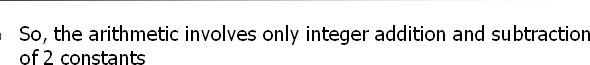 So, the arithmetic involves only integer addition and subtraction
of 2 constants